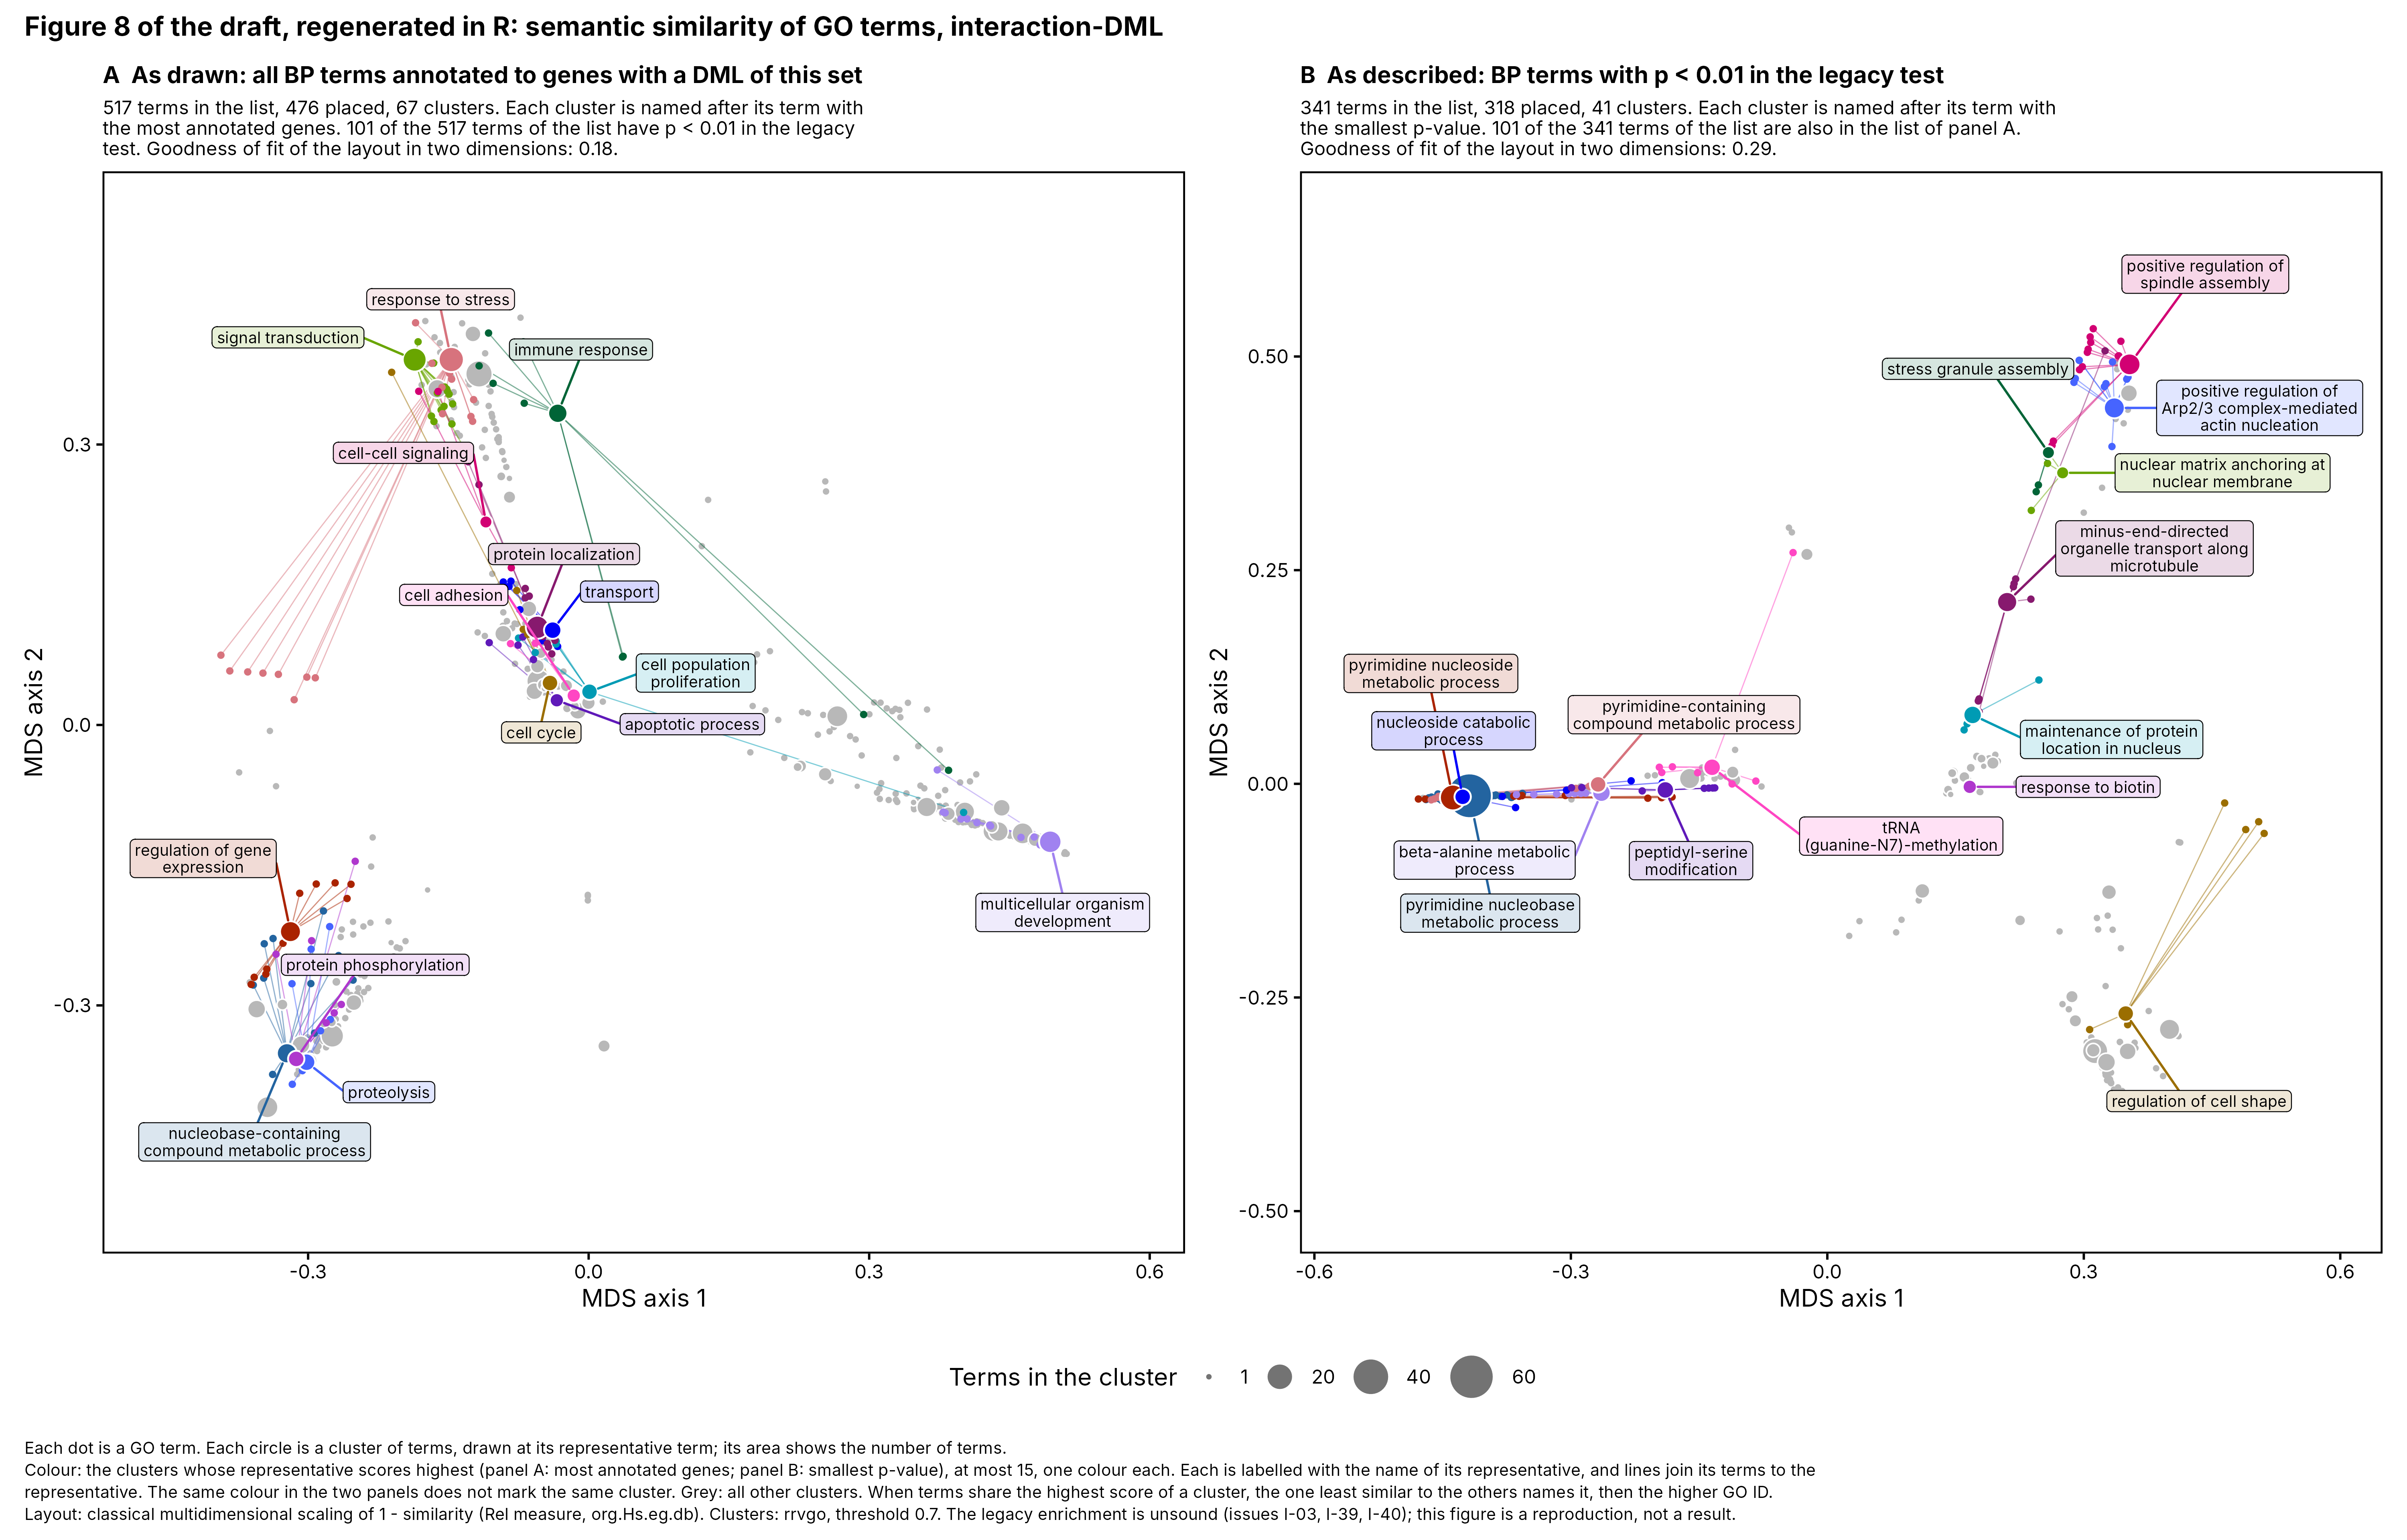 Figure 8 of the draft, regenerated in R: semantic similarity of GO terms, interaction-DML
A As drawn: all BP terms annotated to genes with a DML of this set
517 terms in the list, 476 placed, 67 clusters. Each cluster is named after its term with
the most annotated genes. 101 of the 517 terms of the list have p < 0.01 in the legacy
test. Goodness of fit of the layout in two dimensions: 0.18.
response to stress
signal transduction
immune response
cell-cell signaling
protein localization
cell adhesion
transport
cell population
proliferation
apoptotic process
cell cycle
regulation of gene
expression
multicellular organism
development
protein phosphorylation
proteolysis
nucleobase-containing
compound metabolic process
0.3
0.0
-0.3
MDS axis 2
-0.3
0.0
0.3
0.6
MDS axis 1
B As described: BP terms with p < 0.01 in the legacy test
341 terms in the list, 318 placed, 41 clusters. Each cluster is named after its term with
the smallest p-value. 101 of the 341 terms of the list are also in the list of panel A.
Goodness of fit of the layout in two dimensions: 0.29.
positive regulation of
spindle assembly
stress granule assembly
positive regulation of
Arp2/3 complex-mediated
actin nucleation
nuclear matrix anchoring at
nuclear membrane
minus-end-directed
organelle transport along
microtubule
pyrimidine nucleoside
metabolic process
nucleoside catabolic
process
pyrimidine-containing
compound metabolic process
maintenance of protein
location in nucleus
response to biotin
tRNA
(guanine-N7)-methylation
beta-alanine metabolic
process
peptidyl-serine
modification
pyrimidine nucleobase
metabolic process
regulation of cell shape
0.50
0.25
0.00
-0.25
-0.50
MDS axis 2
-0.6
-0.3
0.0
0.3
0.6
MDS axis 1
Terms in the cluster 1 20 40 60
Each dot is a GO term. Each circle is a cluster of terms, drawn at its representative term; its area shows the number of terms.
Colour: the clusters whose representative scores highest (panel A: most annotated genes; panel B: smallest p-value), at most 15, one colour each. Each is labelled with the name of its representative, and lines join its terms to the
representative. The same colour in the two panels does not mark the same cluster. Grey: all other clusters. When terms share the highest score of a cluster, the one least similar to the others names it, then the higher GO ID.
Layout: classical multidimensional scaling of 1 - similarity (Rel measure, org.Hs.eg.db). Clusters: rrvgo, threshold 0.7. The legacy enrichment is unsound (issues I-03, I-39, I-40); this figure is a reproduction, not a result.